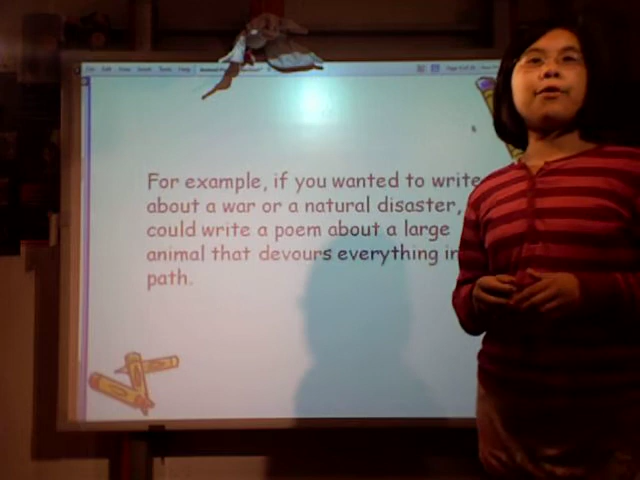 For example, if you wanted to write
about a war or a natural disaster,
could write a poem about a large
animal that devours everything in
path.